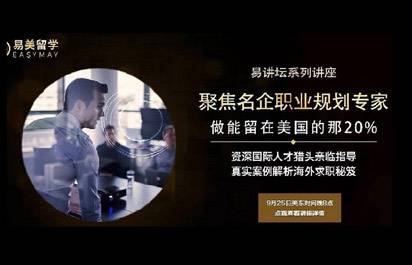 易美留学
EASYMAY
易讲坛系列讲座
聚焦名企职业规划专家
做能留在美国的那20%
资深国际人才猎头亲临指导
真实案例解析海外求职秘笈
9月25日美东时间晚8点